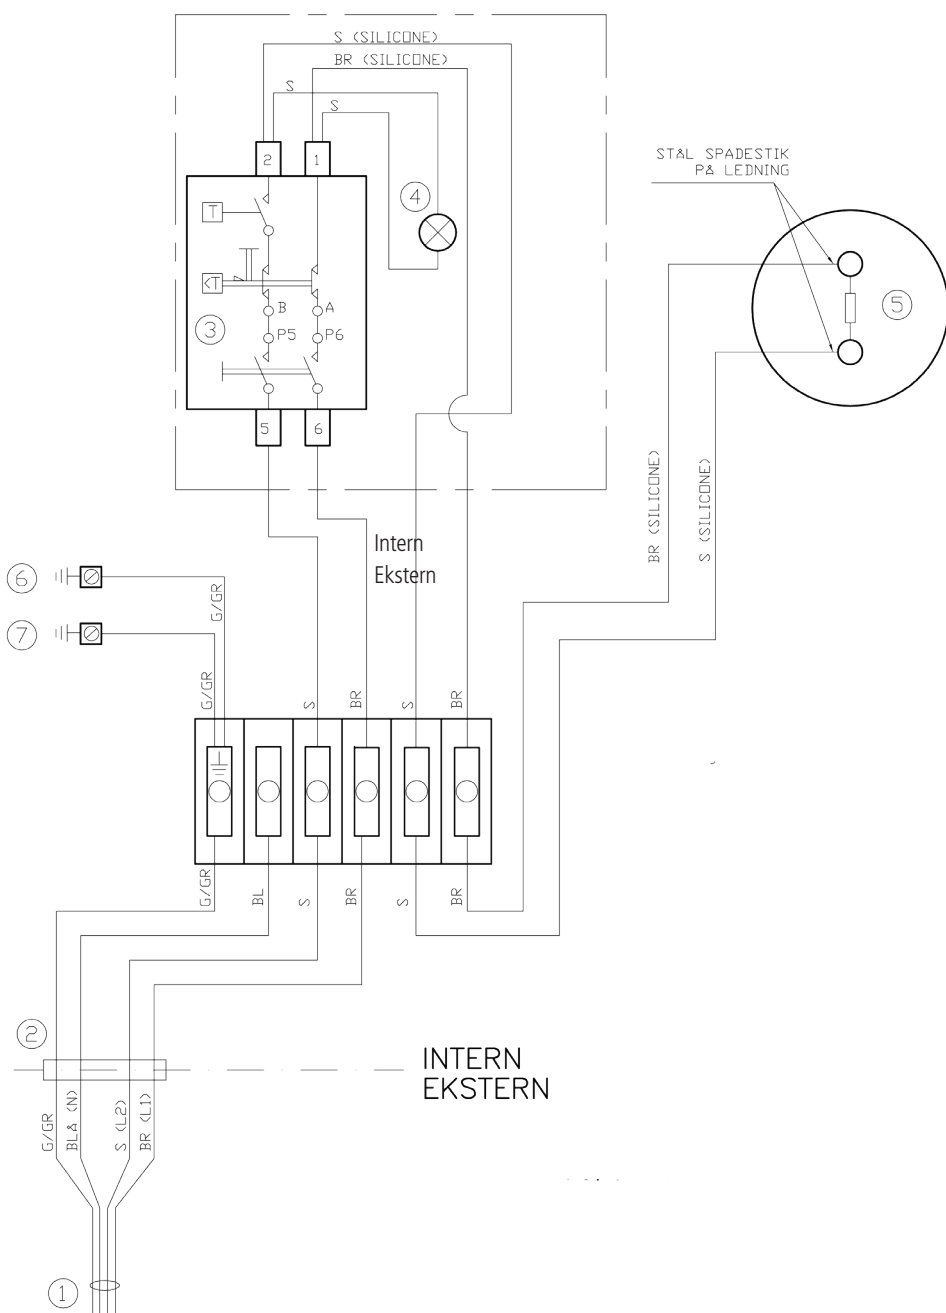 S (SILICONE)
BR (SILICONE)
S
S
2
1
STÅL SPADESTIK
PÅ LEDNING
4
T
<T
B
A
3
P5
P6
5
5
6
BR (SILICONE)
S (SILICONE)
Intern
Ekstern
6
G/GR
7
G/GR
S
BR
S
BR
G/GR
BL
S
BR
S
BR
2
INTERN
EKSTERN
G/GR
BLÅ (N)
S (L2)
BR (L1)
1